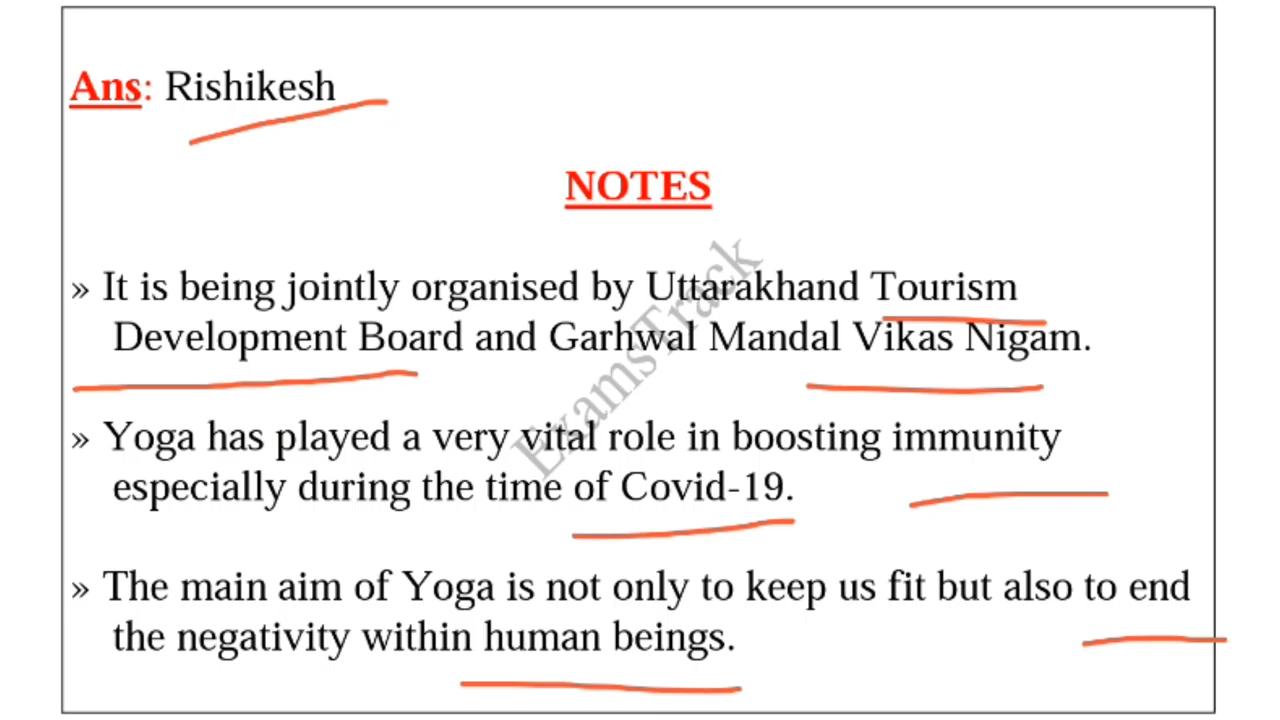 Ans: Rishikesh
NOTES
» It is being jointly organised by Uttarakhand Tourism
Development Board and Garhwal Mandal Vikas Nigam.
» Yoga has played a very vital role in boosting immunity
especially during the time of Covid-19.
» The main aim of Yoga is not only to keep us fit but also to end
the negativity within human beings.
ExamsTrack